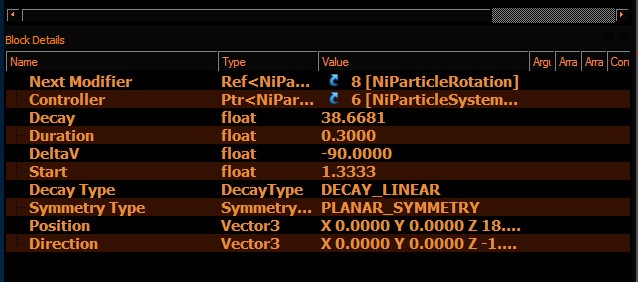 Block Details
Name Type Value Argu Arra Arra Con
Next Modifier Ref<NiPa... 8 [NiParticleRotation]
Controller Ptr<NiPar... 6 [NiParticleSystem...
Decay float 38.6681
Duration float 0.3000
DeltaV float -90.0000
Start float 1.3333
Decay Type DecayType DECAY_LINEAR
Symmetry Type Symmetry... PLANAR_SYMMETRY
Position Vector3 X 0.0000 Y 0.0000 Z 18....
Direction Vector3 X 0.0000 Y 0.0000 Z -1....